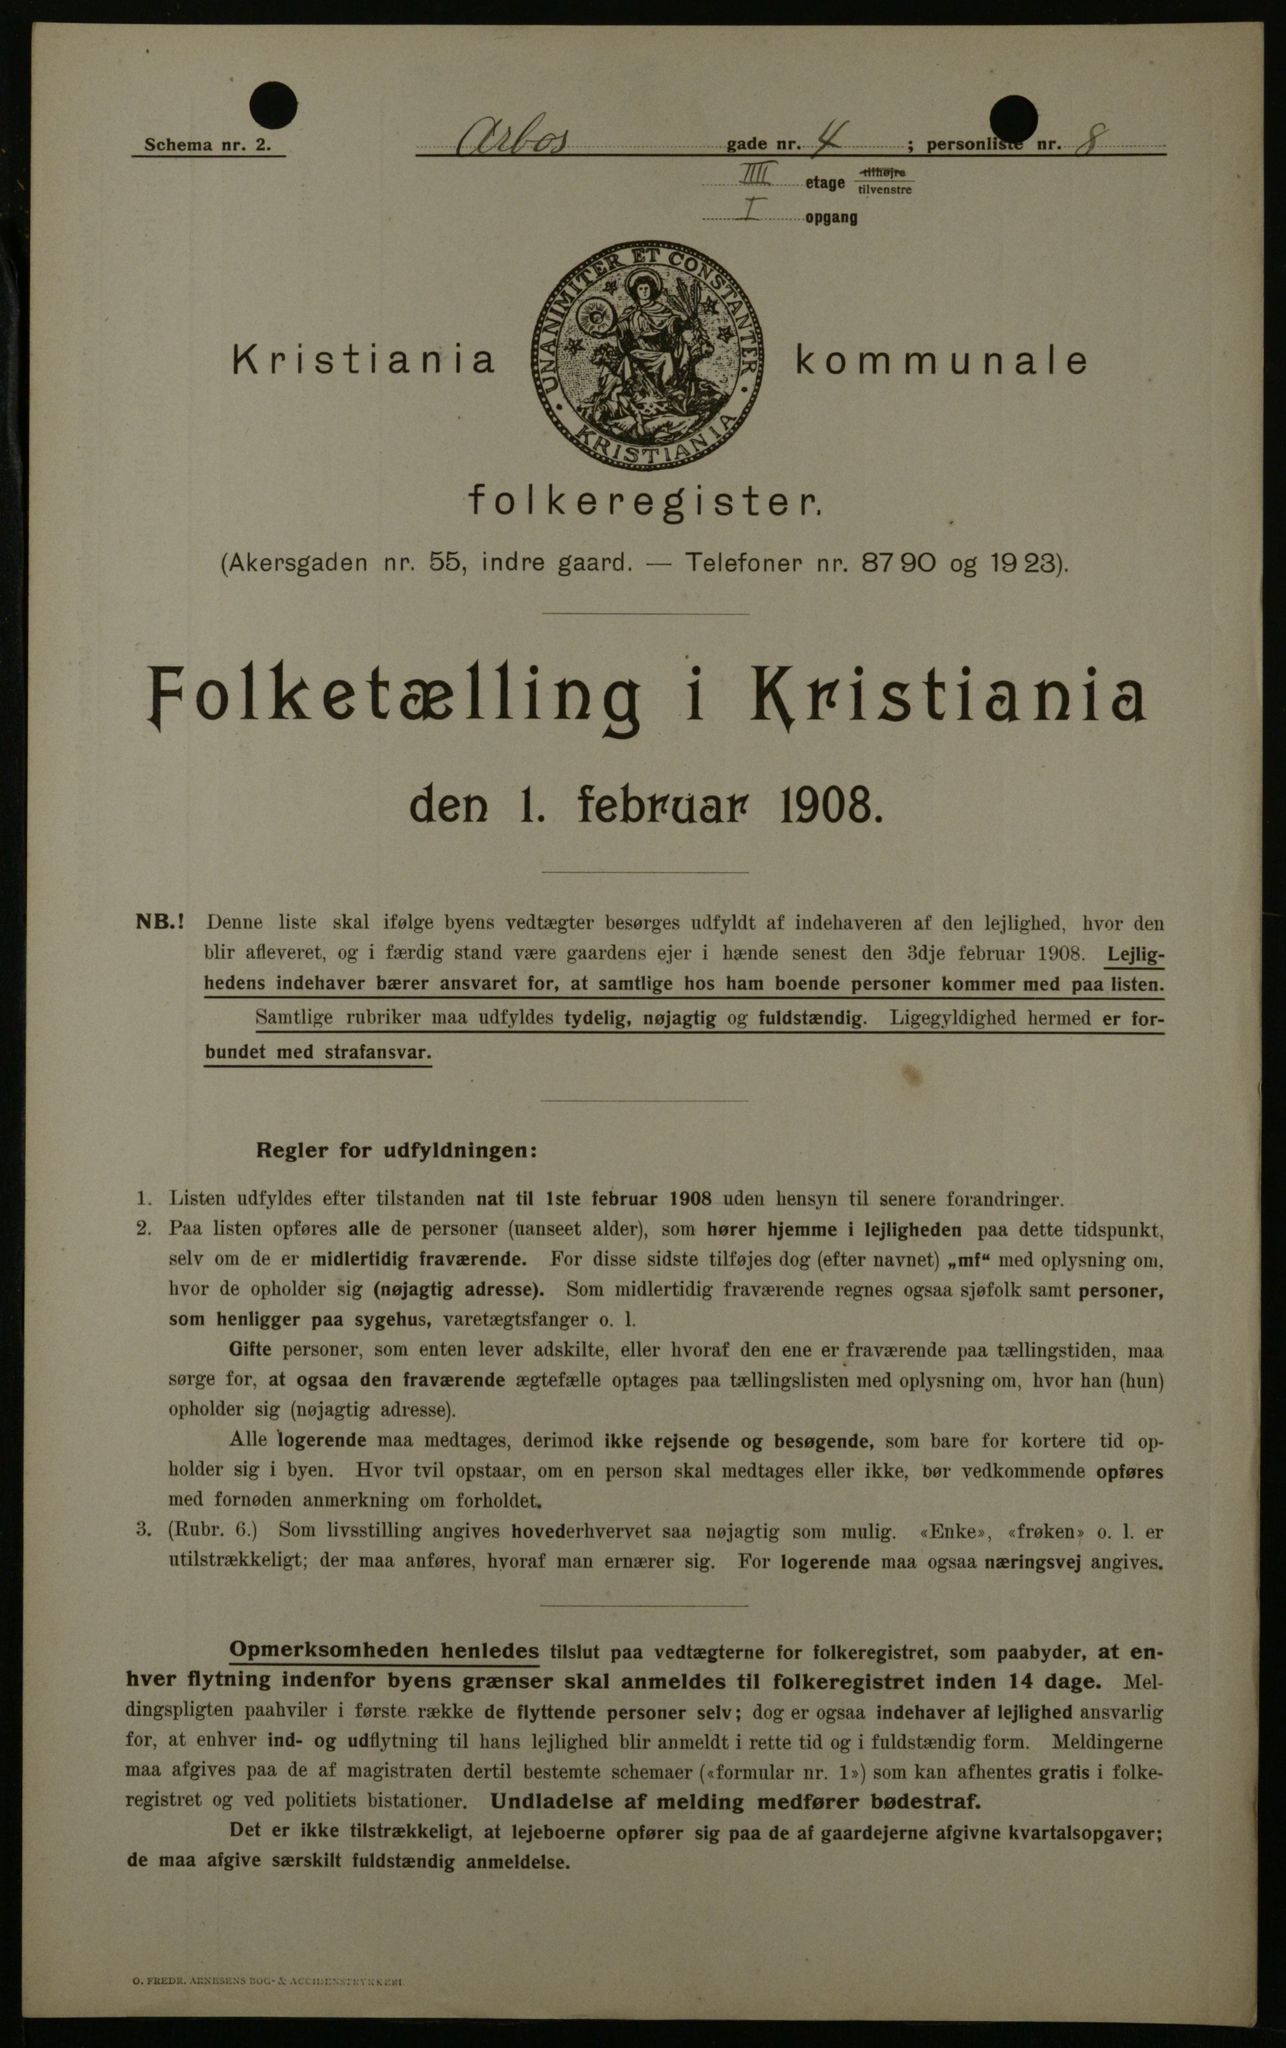 Schema nr. 2.
Arbos gade nr. 4 ; personliste nr. 8
IIII etage tilhøjre
tilvenstre
I opgang
UNANIMITER ET CONSTANTER
KRISTIANIA
Kristiania kommunale
folkeregister.
(Akersgaden nr. 55, indre gaard. — Telefoner nr. 87 90 og 19 23).
Folketælling i Kristiania
den 1. februar 1908.
NB.! Denne liste skal ifølge byens vedtægter besørges udfyldt af indehaveren af den lejlighed, hvor den
blir afleveret, og i færdig stand være gaardens ejer i hænde senest den 3dje februar 1908. Lejlig-
hedens indehaver bærer ansvaret for, at samtlige hos ham boende personer kommer med paa listen.
Samtlige rubriker maa udfyldes tydelig, nøjagtig og fuldstændig. Ligegyldighed hermed er for-
bundet med strafansvar.
Regler for udfyldningen:
1. Listen udfyldes efter tilstanden nat til 1ste februar 1908 uden hensyn til senere forandringer.
2. Paa listen opføres alle de personer (uanseet alder), som hører hjemme i lejligheden paa dette tidspunkt,
selv om de er midlertidig fraværende. For disse sidste tilføjes dog (efter navnet) „mf“ med oplysning om,
hvor de opholder sig (nøjagtig adresse). Som midlertidig fraværende regnes ogsaa sjøfolk samt personer,
som henligger paa sygehus, varetægtsfanger o. l.
Gifte personer, som enten lever adskilte, eller hvoraf den ene er fraværende paa tællingstiden, maa
sørge for, at ogsaa den fraværende ægtefælle optages paa tællingslisten med oplysning om, hvor han (hun)
opholder sig (nøjagtig adresse).
Alle logerende maa medtages, derimod ikke rejsende og besøgende, som bare for kortere tid op-
holder sig i byen. Hvor tvil opstaar, om en person skal medtages eller ikke, bør vedkommende opføres
med fornøden anmerkning om forholdet.
3. (Rubr. 6.) Som livsstilling angives hovederhvervet saa nøjagtig som mulig. «Enke», «frøken» o. l. er
utilstrækkeligt; der maa anføres, hvoraf man ernærer sig. For logerende maa ogsaa næringsvej angives.
Opmerksomheden henledes tilslut paa vedtægterne for folkeregistret, som paabyder, at en-
hver flytning indenfor byens grænser skal anmeldes til folkeregistret inden 14 dage. Mel-
dingspligten paahviler i første række de flyttende personer selv; dog er ogsaa indehaver af lejlighed ansvarlig
for, at enhver ind- og udflytning til hans lejlighed blir anmeldt i rette tid og i fuldstændig form. Meldingerne
maa afgives paa de af magistraten dertil bestemte schemaer («formular nr. 1») som kan afhentes gratis i folke-
registret og ved politiets bistationer. Undladelse af melding medfører bødestraf.
Det er ikke tilstrækkeligt, at lejeboerne opfører sig paa de af gaardejerne afgivne kvartalsopgaver;
de maa afgive særskilt fuldstændig anmeldelse.
O. FREDR. ARNESENS BOG- & ACCIDENSTRYKKERI.